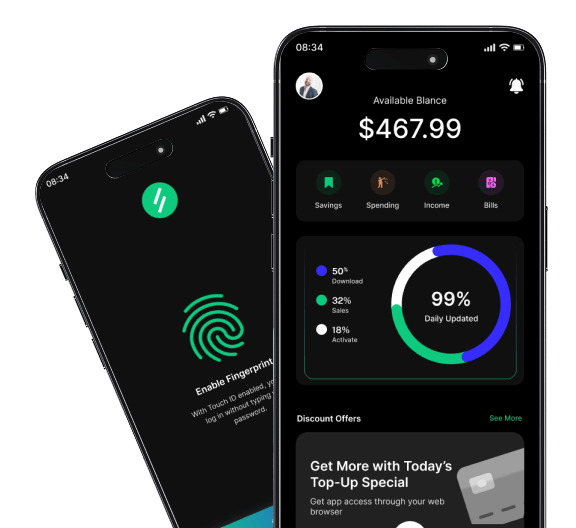 08:34
Enable Fingerprint
With Touch ID enabled,
log in without typing
password.
08:34
Available Blance
$467.99
Savings
Spending
Income
Bills
50%
Download
32%
Sales
18%
Activate
99%
Daily Updated
Discount Offers
See More
Get More with Today’s
Top-Up Special
Get app access through your web
browser